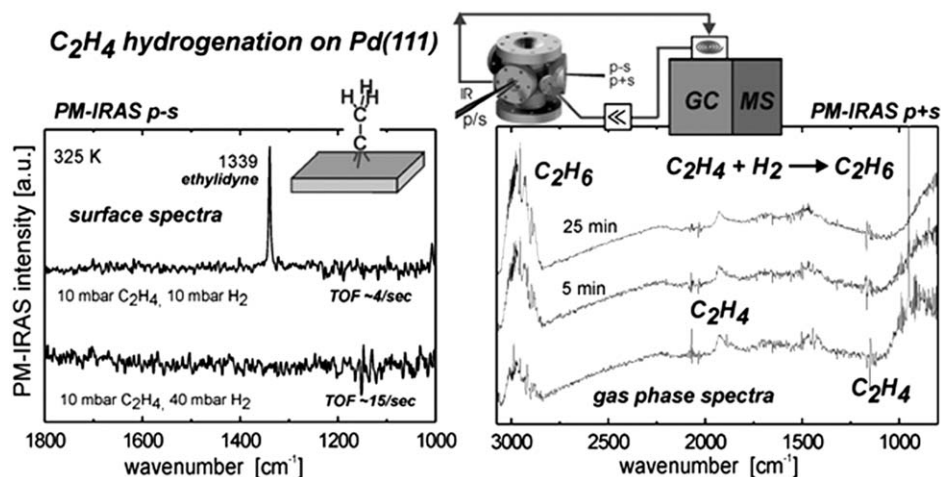 C₂H₄ hydrogenation on Pd(111)
IR
p/s
p-s
p+s
GC
MS
PM-IRAS p-s
PM-IRAS p+s
PM-IRAS intensity [a.u.]
325 K
1339
ethylidyne
H H H
C
C
surface spectra
10 mbar C₂H₄, 10 mbar H₂
TOF ~4/sec
10 mbar C₂H₄, 40 mbar H₂
TOF ~15/sec
1800 1600 1400 1200 1000
wavenumber [cm⁻¹]
C₂H₆
C₂H₄ + H₂ → C₂H₆
25 min
5 min
C₂H₄
C₂H₄
gas phase spectra
3000 2500 2000 1500 1000
wavenumber [cm⁻¹]